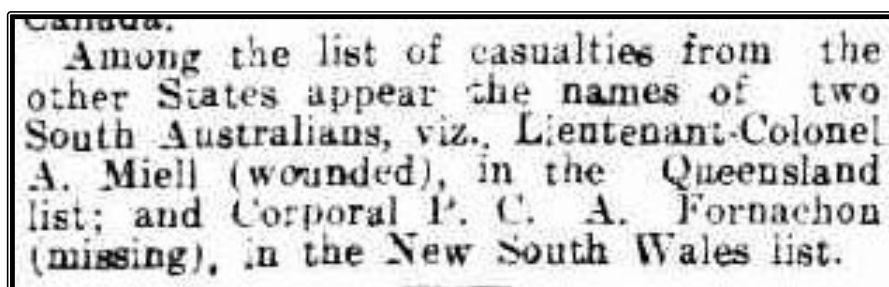 Canada.
Among the list of casualties from the
other States appear the names of two
South Australians, viz., Lieutenant-Colonel
A. Miell (wounded), in the Queensland
list; and Corporal P. C. A. Fornachon
(missing), in the New South Wales list.